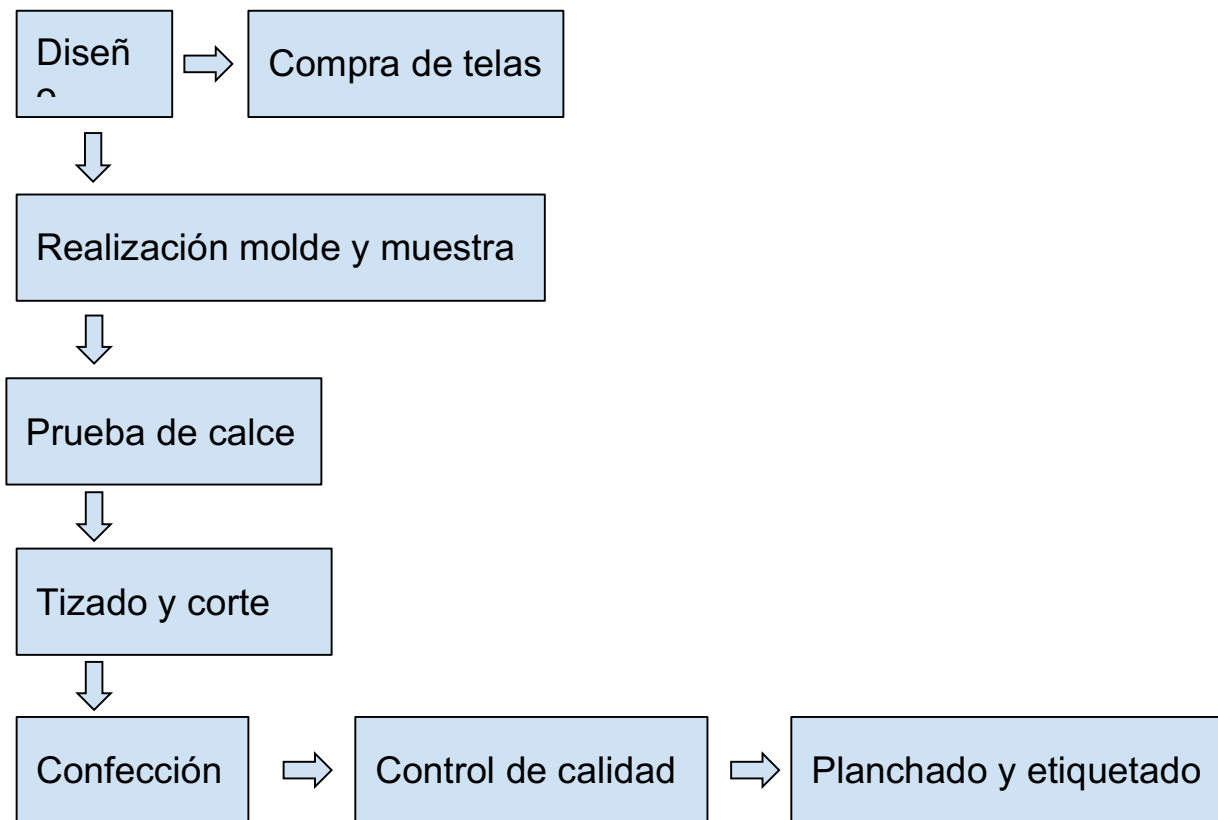 Diseñ
o
Compra de telas
Realización molde y muestra
Prueba de calce
Tizado y corte
Confección
Control de calidad
Planchado y etiquetado